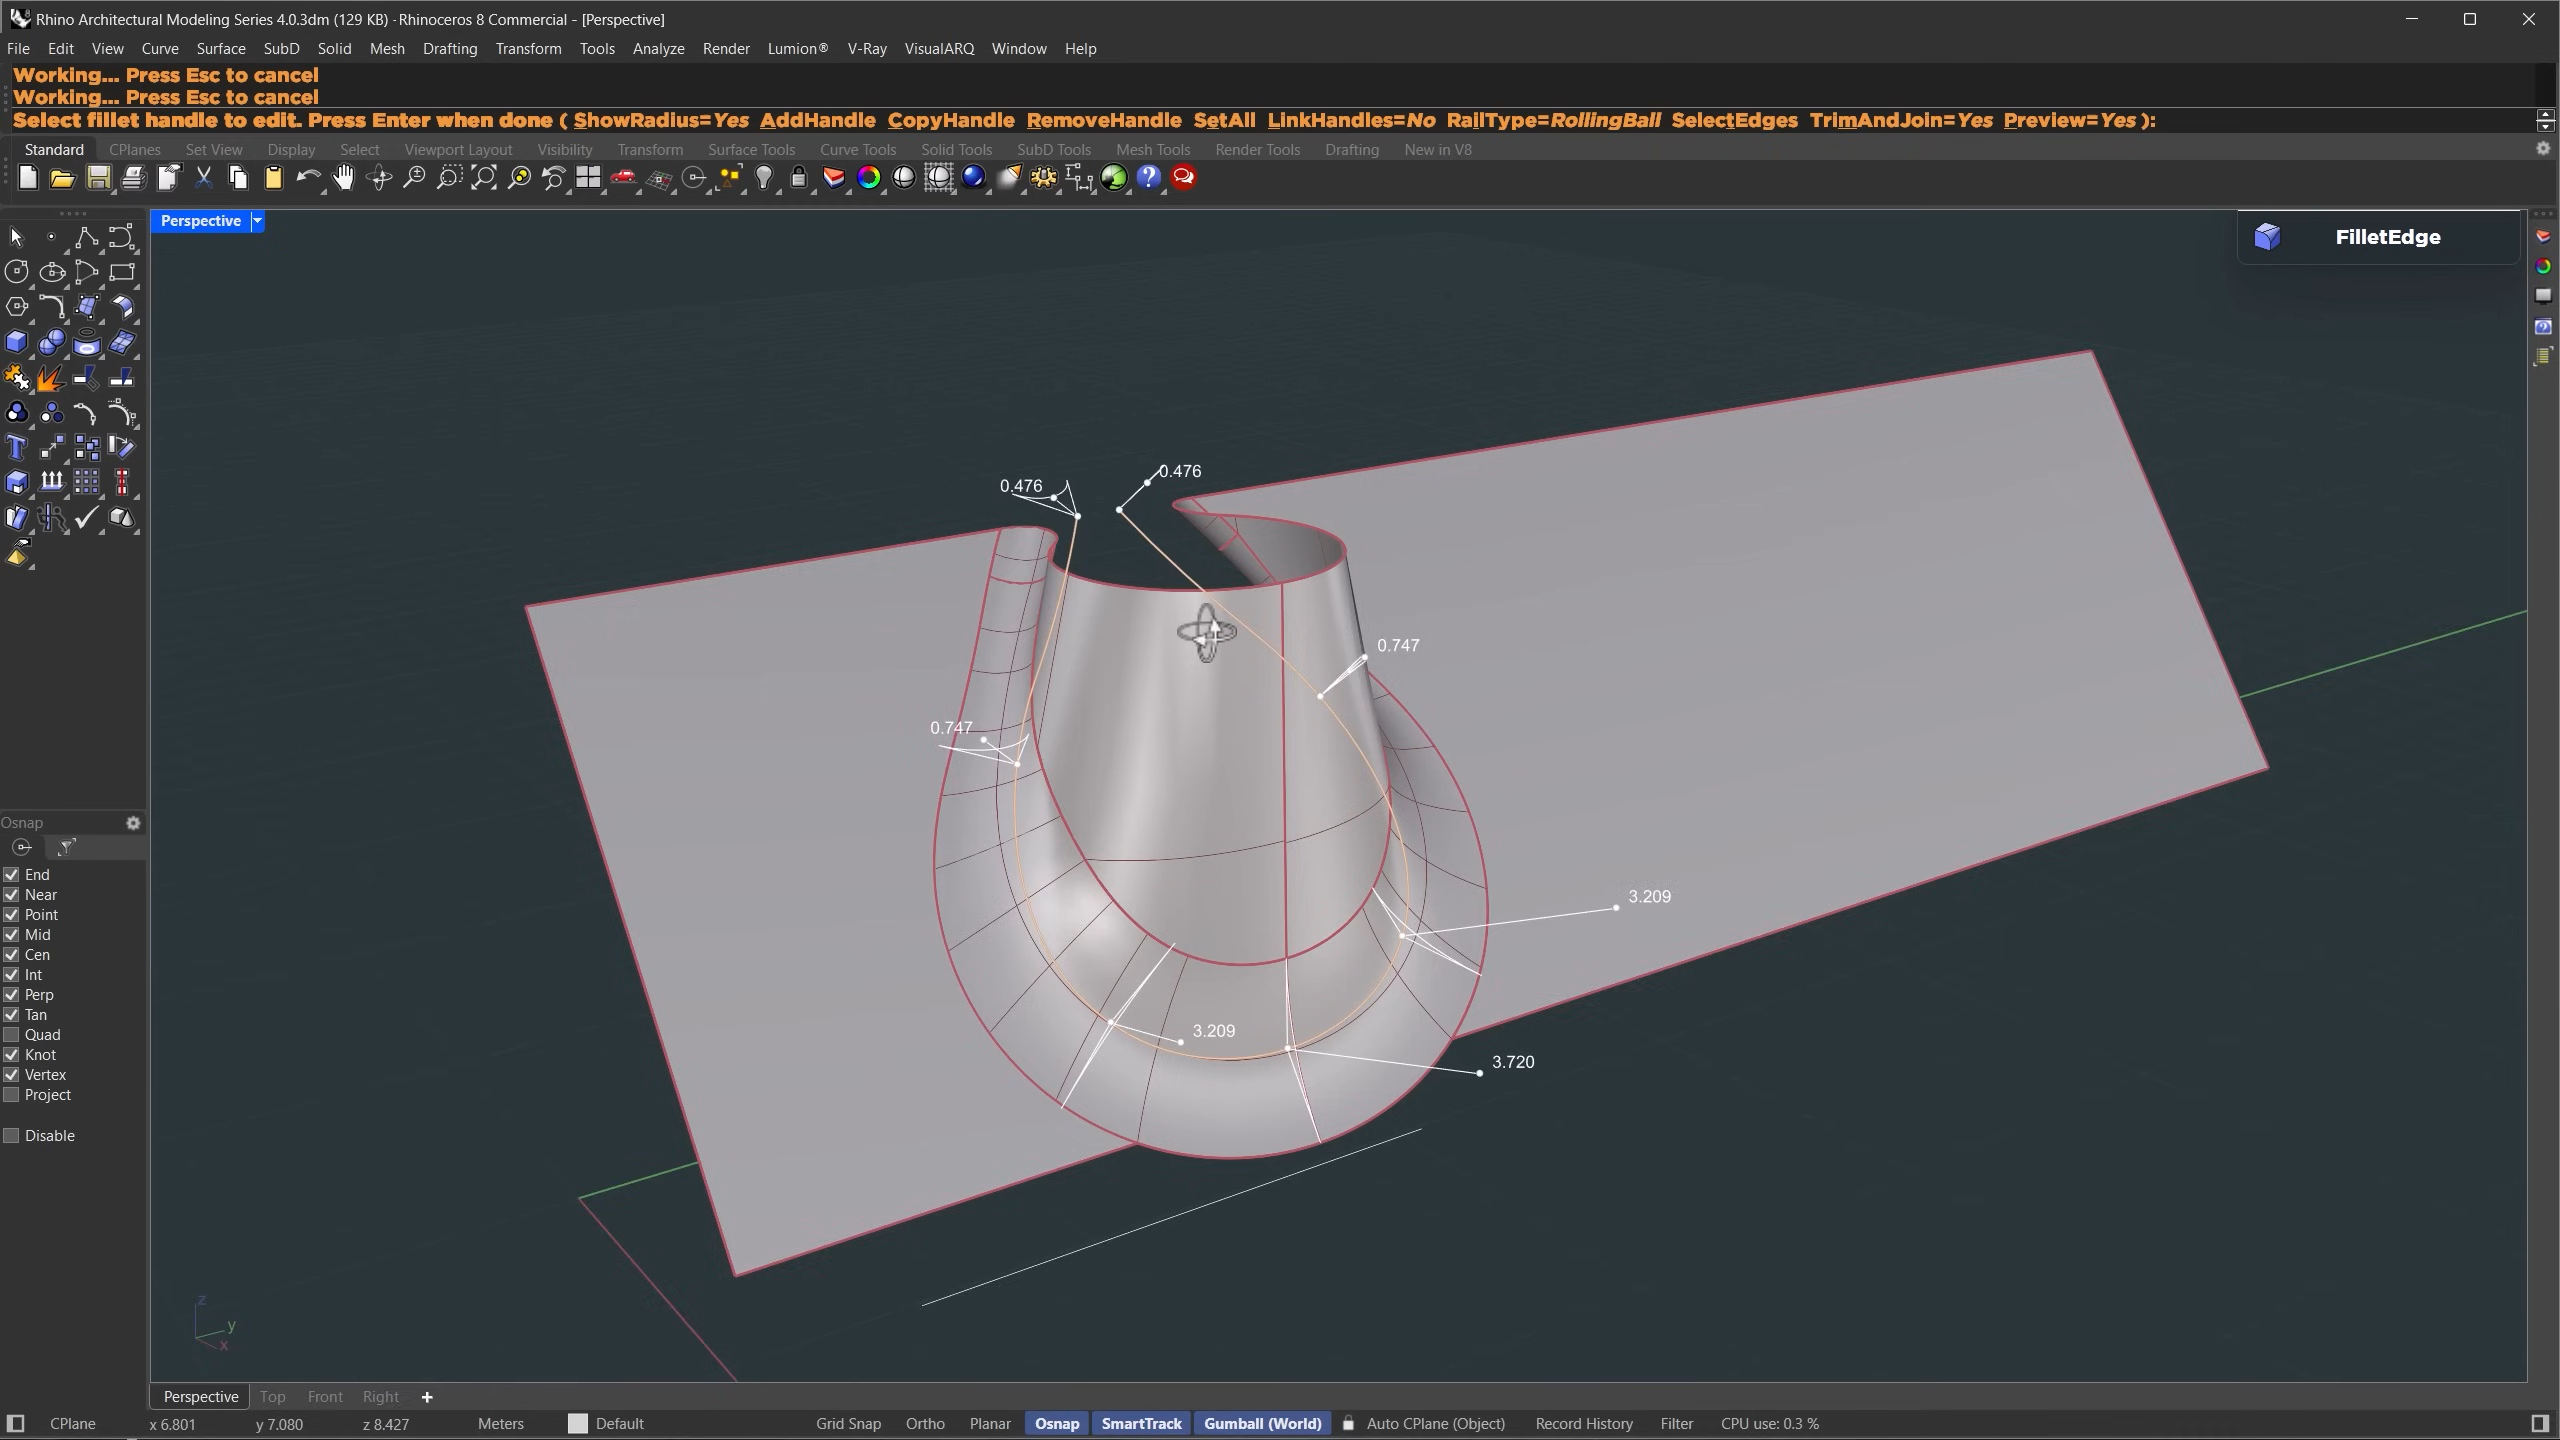 Rhino Architectural Modeling Series 4.0.3dm (129 KB) - Rhinoceros 8 Commercial - [Perspective]
File Edit View Curve Surface SubD Solid Mesh Drafting Transform Tools Analyze Render Lumion® V-Ray VisualARQ Window Help
Working... Press Esc to cancel
Working... Press Esc to cancel
Select fillet handle to edit. Press Enter when done ( ShowRadius=Yes AddHandle CopyHandle RemoveHandle SetAll LinkHandles=No RailType=RollingBall SelectEdges TrimAndJoin=Yes Preview=Yes ):
Standard CPlanes Set View Display Select Viewport Layout Visibility Transform Surface Tools Curve Tools Solid Tools SubD Tools Mesh Tools Render Tools Drafting New in V8
Perspective
FilletEdge
0.476
0.476
0.747
0.747
3.209
3.209
3.720
Osnap
End
Near
Point
Mid
Cen
Int
Perp
Tan
Quad
Knot
Vertex
Project
Disable
z
y
x
Perspective Top Front Right
CPlane x 6.801 y 7.080 z 8.427 Meters Default Grid Snap Ortho Planar Osnap SmartTrack Gumball (World) Auto CPlane (Object) Record History Filter CPU use: 0.3 %